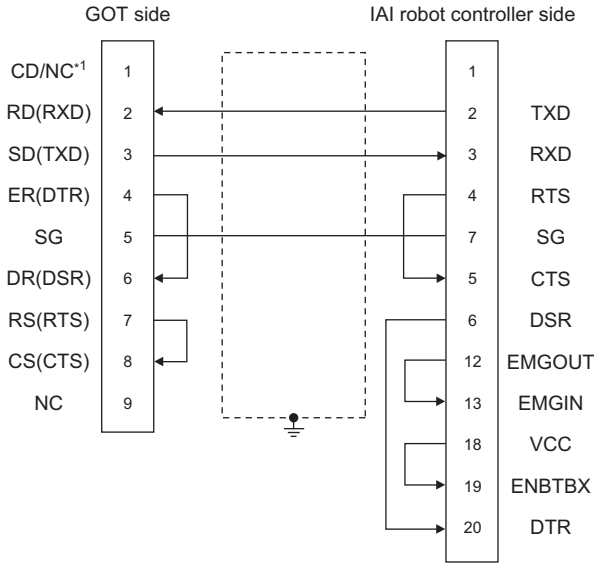 GOT side IAI robot controller side
CD/NC*1 1 1
RD(RXD) 2 2 TXD
SD(TXD) 3 3 RXD
ER(DTR) 4 4 RTS
SG 5 7 SG
DR(DSR) 6 5 CTS
RS(RTS) 7 6 DSR
CS(CTS) 8 12 EMGOUT
NC 9 13 EMGIN
18 VCC
19 ENBTBX
20 DTR